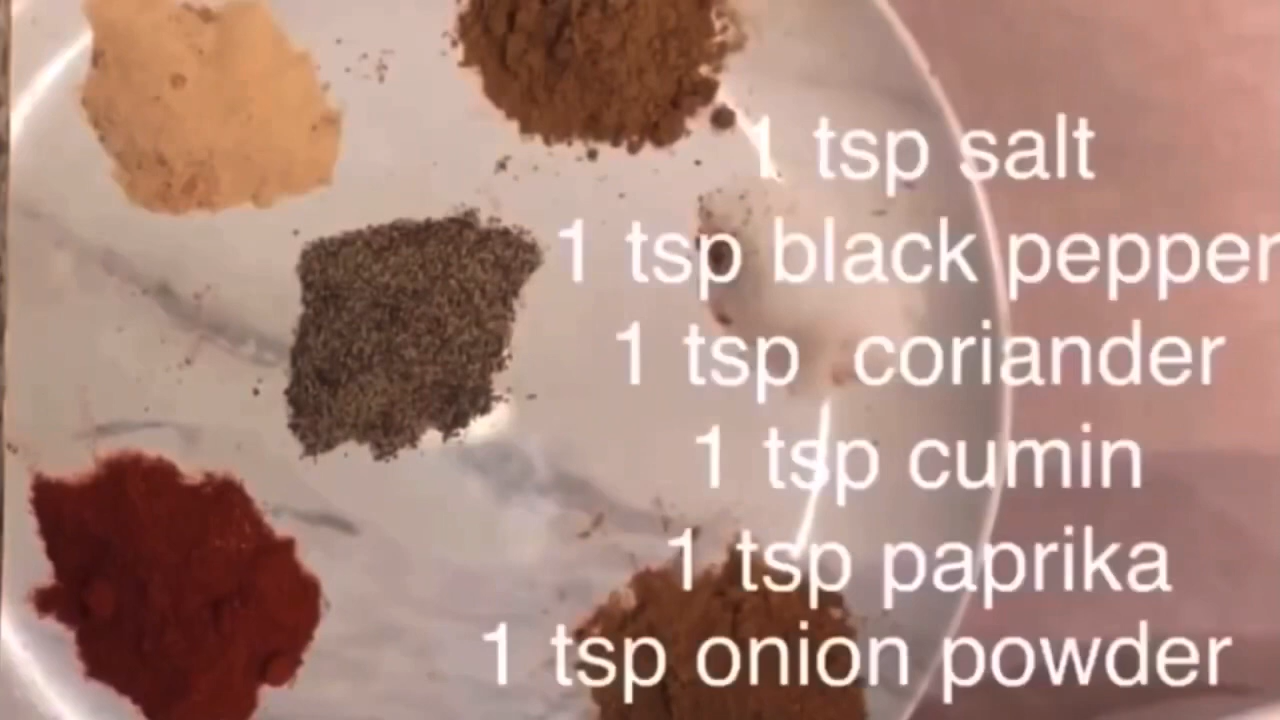 1 tsp salt
1 tsp black pepper
1 tsp coriander
1 tsp cumin
1 tsp paprika
1 tsp onion powder